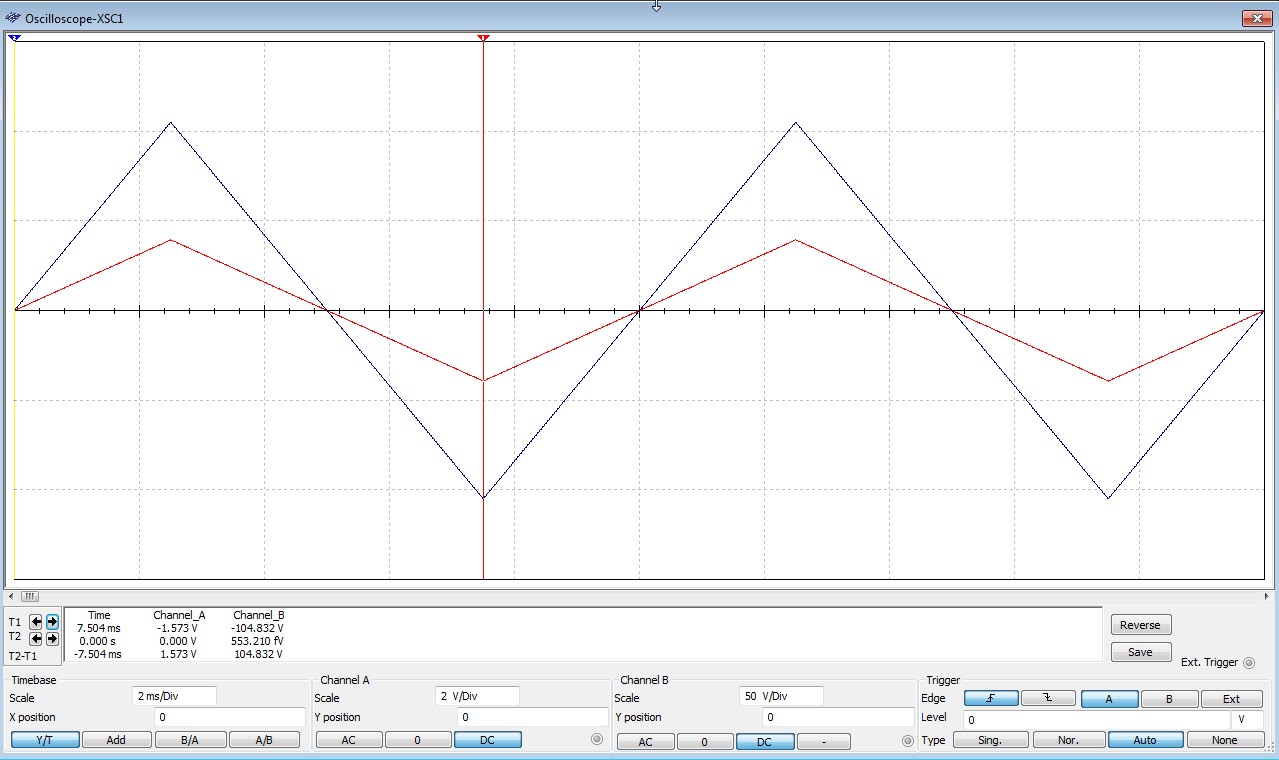 Oscilloscope-XSC1
2
1
Time Channel_A Channel_B
T1 7.504 ms -1.573 V -104.832 V
T2 0.000 s 0.000 V 553.210 fV
T2-T1 -7.504 ms 1.573 V 104.832 V
Reverse
Save
Ext. Trigger
Timebase
Scale 2 ms/Div
X position 0
Y/T Add B/A A/B
Channel A
Scale 2 V/Div
Y position 0
AC 0 DC
Channel B
Scale 50 V/Div
Y position 0
AC 0 DC -
Trigger
Edge A B Ext
Level 0 V
Type Sing. Nor. Auto None